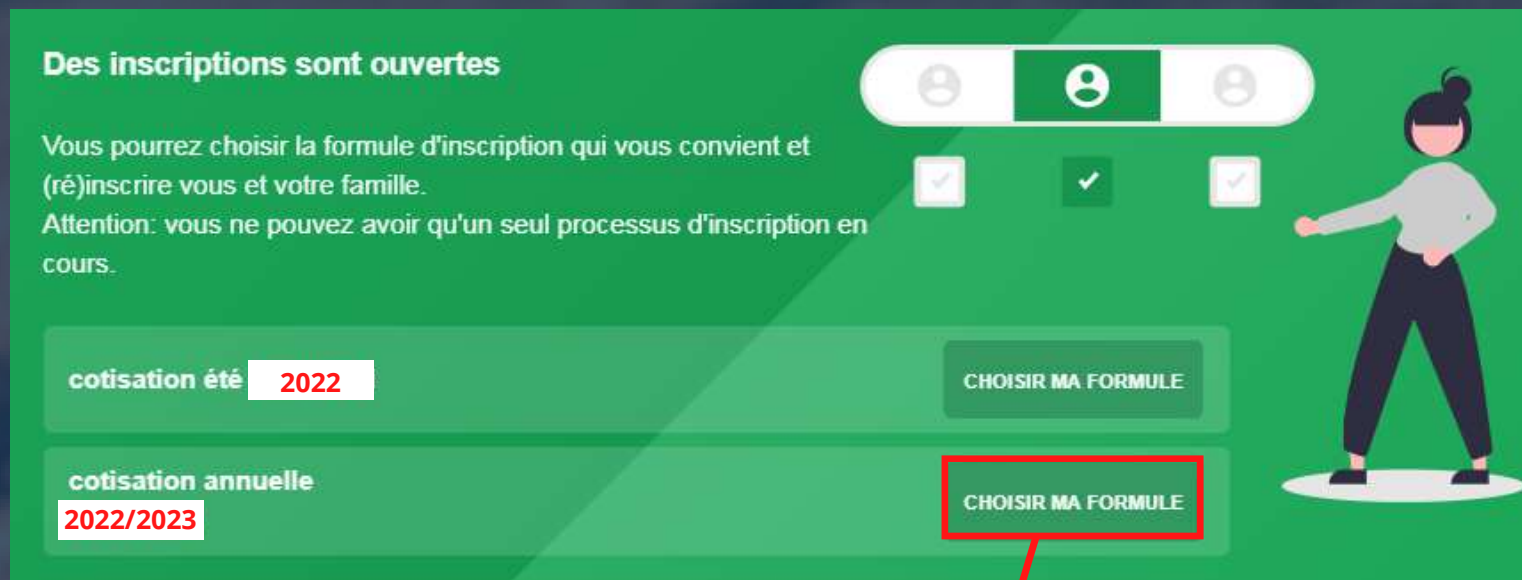 Des inscriptions sont ouvertes
Vous pourrez choisir la formule d'inscription qui vous convient et
(ré)inscrire vous et votre famille.
Attention: vous ne pouvez avoir qu'un seul processus d'inscription en
cours.
cotisation été 2022 CHOISIR MA FORMULE
cotisation annuelle
2022/2023 CHOISIR MA FORMULE